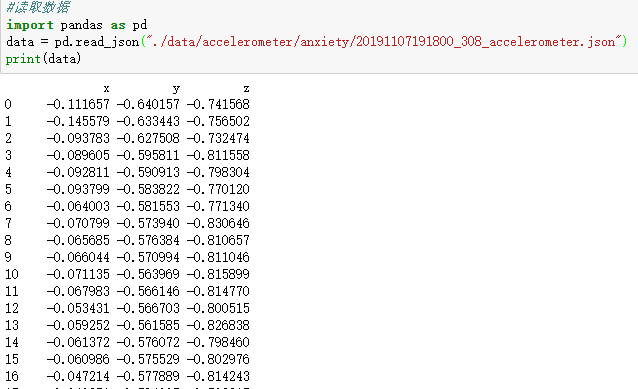 #读取数据
import pandas as pd
data = pd.read_json("./data/accelerometer/anxiety/20191107191800_308_accelerometer.json")
print(data)
x y z
0 -0.111657 -0.640157 -0.741568
1 -0.145579 -0.633443 -0.756502
2 -0.093783 -0.627508 -0.732474
3 -0.089605 -0.595811 -0.811558
4 -0.092811 -0.590913 -0.798304
5 -0.093799 -0.583822 -0.770120
6 -0.064003 -0.581553 -0.771340
7 -0.070799 -0.573940 -0.830646
8 -0.065685 -0.576384 -0.810657
9 -0.066044 -0.570994 -0.811046
10 -0.071135 -0.563969 -0.815899
11 -0.067983 -0.566146 -0.814770
12 -0.053431 -0.566703 -0.800515
13 -0.059252 -0.561585 -0.826838
14 -0.061372 -0.576072 -0.798460
15 -0.060986 -0.575529 -0.802976
16 -0.047214 -0.577889 -0.814243